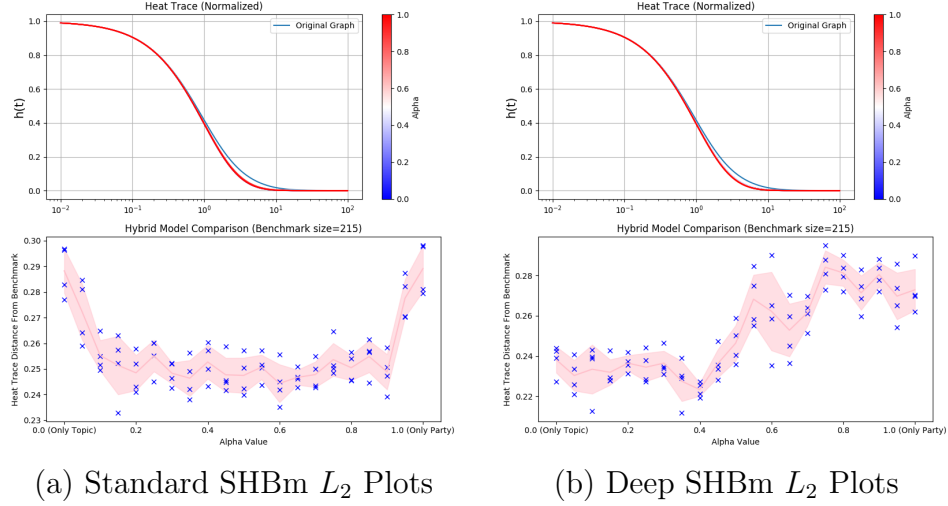 Heat Trace (Normalized)
Original Graph
h(t)
1.0
0.8
0.6
0.4
0.2
0.0
10⁻² 10⁻¹ 10⁰ 10¹ 10²
1.0
0.8
0.6
0.4
0.2
0.0
Alpha
Hybrid Model Comparison (Benchmark size=215)
Heat Trace Distance From Benchmark
0.30
0.29
0.28
0.27
0.26
0.25
0.24
0.23
0.0 (Only Topic) 0.2 0.4 0.6 0.8 1.0 (Only Party)
Alpha Value
(a) Standard SHBm L₂ Plots
Heat Trace (Normalized)
Original Graph
h(t)
1.0
0.8
0.6
0.4
0.2
0.0
10⁻² 10⁻¹ 10⁰ 10¹ 10²
1.0
0.8
0.6
0.4
0.2
0.0
Alpha
Hybrid Model Comparison (Benchmark size=215)
Heat Trace Distance From Benchmark
0.28
0.26
0.24
0.22
0.0 (Only Topic) 0.2 0.4 0.6 0.8 1.0 (Only Party)
Alpha Value
(b) Deep SHBm L₂ Plots